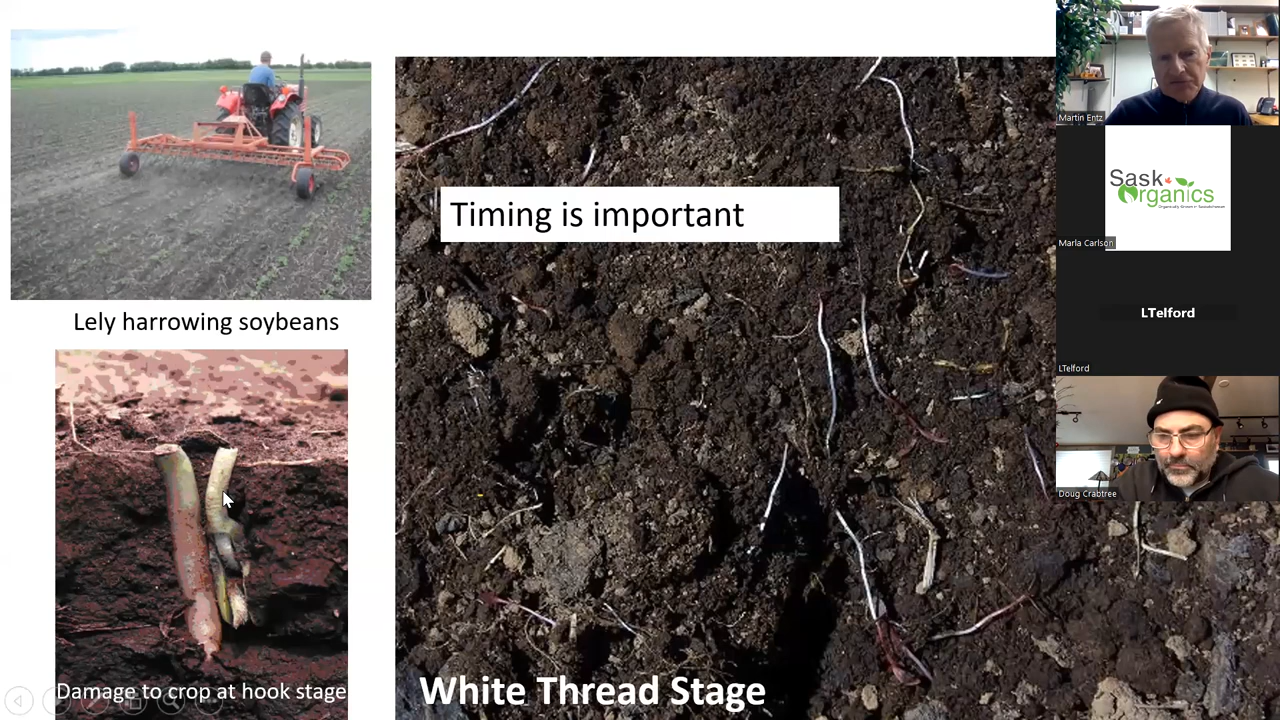 Lely harrowing soybeans
Damage to crop at hook stage
Timing is important
White Thread Stage
Martin Entz
Sask
Organics
Marla Carlson
LTelford
LTelford
Doug Crabtree